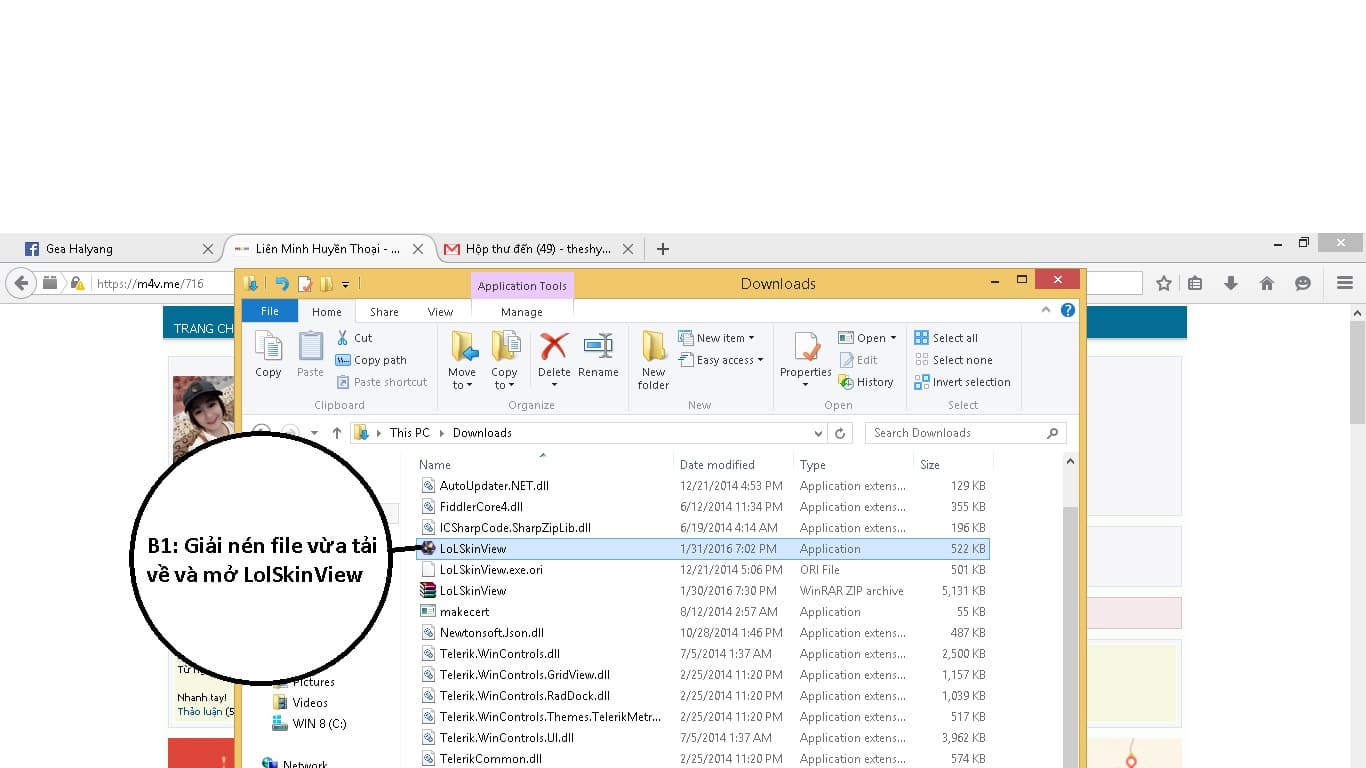 Gea Halyang
Liên Minh Huyền Thoại - ...
Hộp thư đến (49) - theshy...
https://m4v.me/716
Application Tools
Downloads
File
Home
Share
View
Manage
Copy
Paste
Cut
Copy path
Paste shortcut
Clipboard
Move to
Copy to
Delete
Rename
Organize
New folder
New item
Easy access
New
Properties
Open
Edit
History
Open
Select all
Select none
Invert selection
Select
TRANG CH
This PC
Downloads
Search Downloads
Name Date modified Type Size
AutoUpdater.NET.dll 12/21/2014 4:53 PM Application extens... 129 KB
FiddlerCore4.dll 6/12/2014 11:34 PM Application extens... 355 KB
ICSharpCode.SharpZipLib.dll 6/19/2014 4:14 AM Application extens... 196 KB
LoLSkinView 1/31/2016 7:02 PM Application 522 KB
LoLSkinView.exe.ori 12/21/2014 5:06 PM ORI File 501 KB
LoLSkinView 1/30/2016 7:30 PM WinRAR ZIP archive 5,131 KB
makecert 8/12/2014 2:57 AM Application 55 KB
Newtonsoft.Json.dll 10/28/2014 1:46 PM Application extens... 487 KB
Telerik.WinControls.dll 7/5/2014 1:37 AM Application extens... 2,500 KB
Telerik.WinControls.GridView.dll 2/25/2014 11:20 PM Application extens... 1,157 KB
Telerik.WinControls.RadDock.dll 2/25/2014 11:20 PM Application extens... 1,039 KB
Telerik.WinControls.Themes.TelerikMetr... 2/25/2014 11:20 PM Application extens... 517 KB
Telerik.WinControls.UI.dll 7/5/2014 1:37 AM Application extens... 3,962 KB
TelerikCommon.dll 2/25/2014 11:20 PM Application extens... 574 KB
B1: Giải nén file vừa tải
về và mở LolSkinView
Nhanh tay!
Thảo luận (5
Pictures
Videos
WIN 8 (C:)
Network